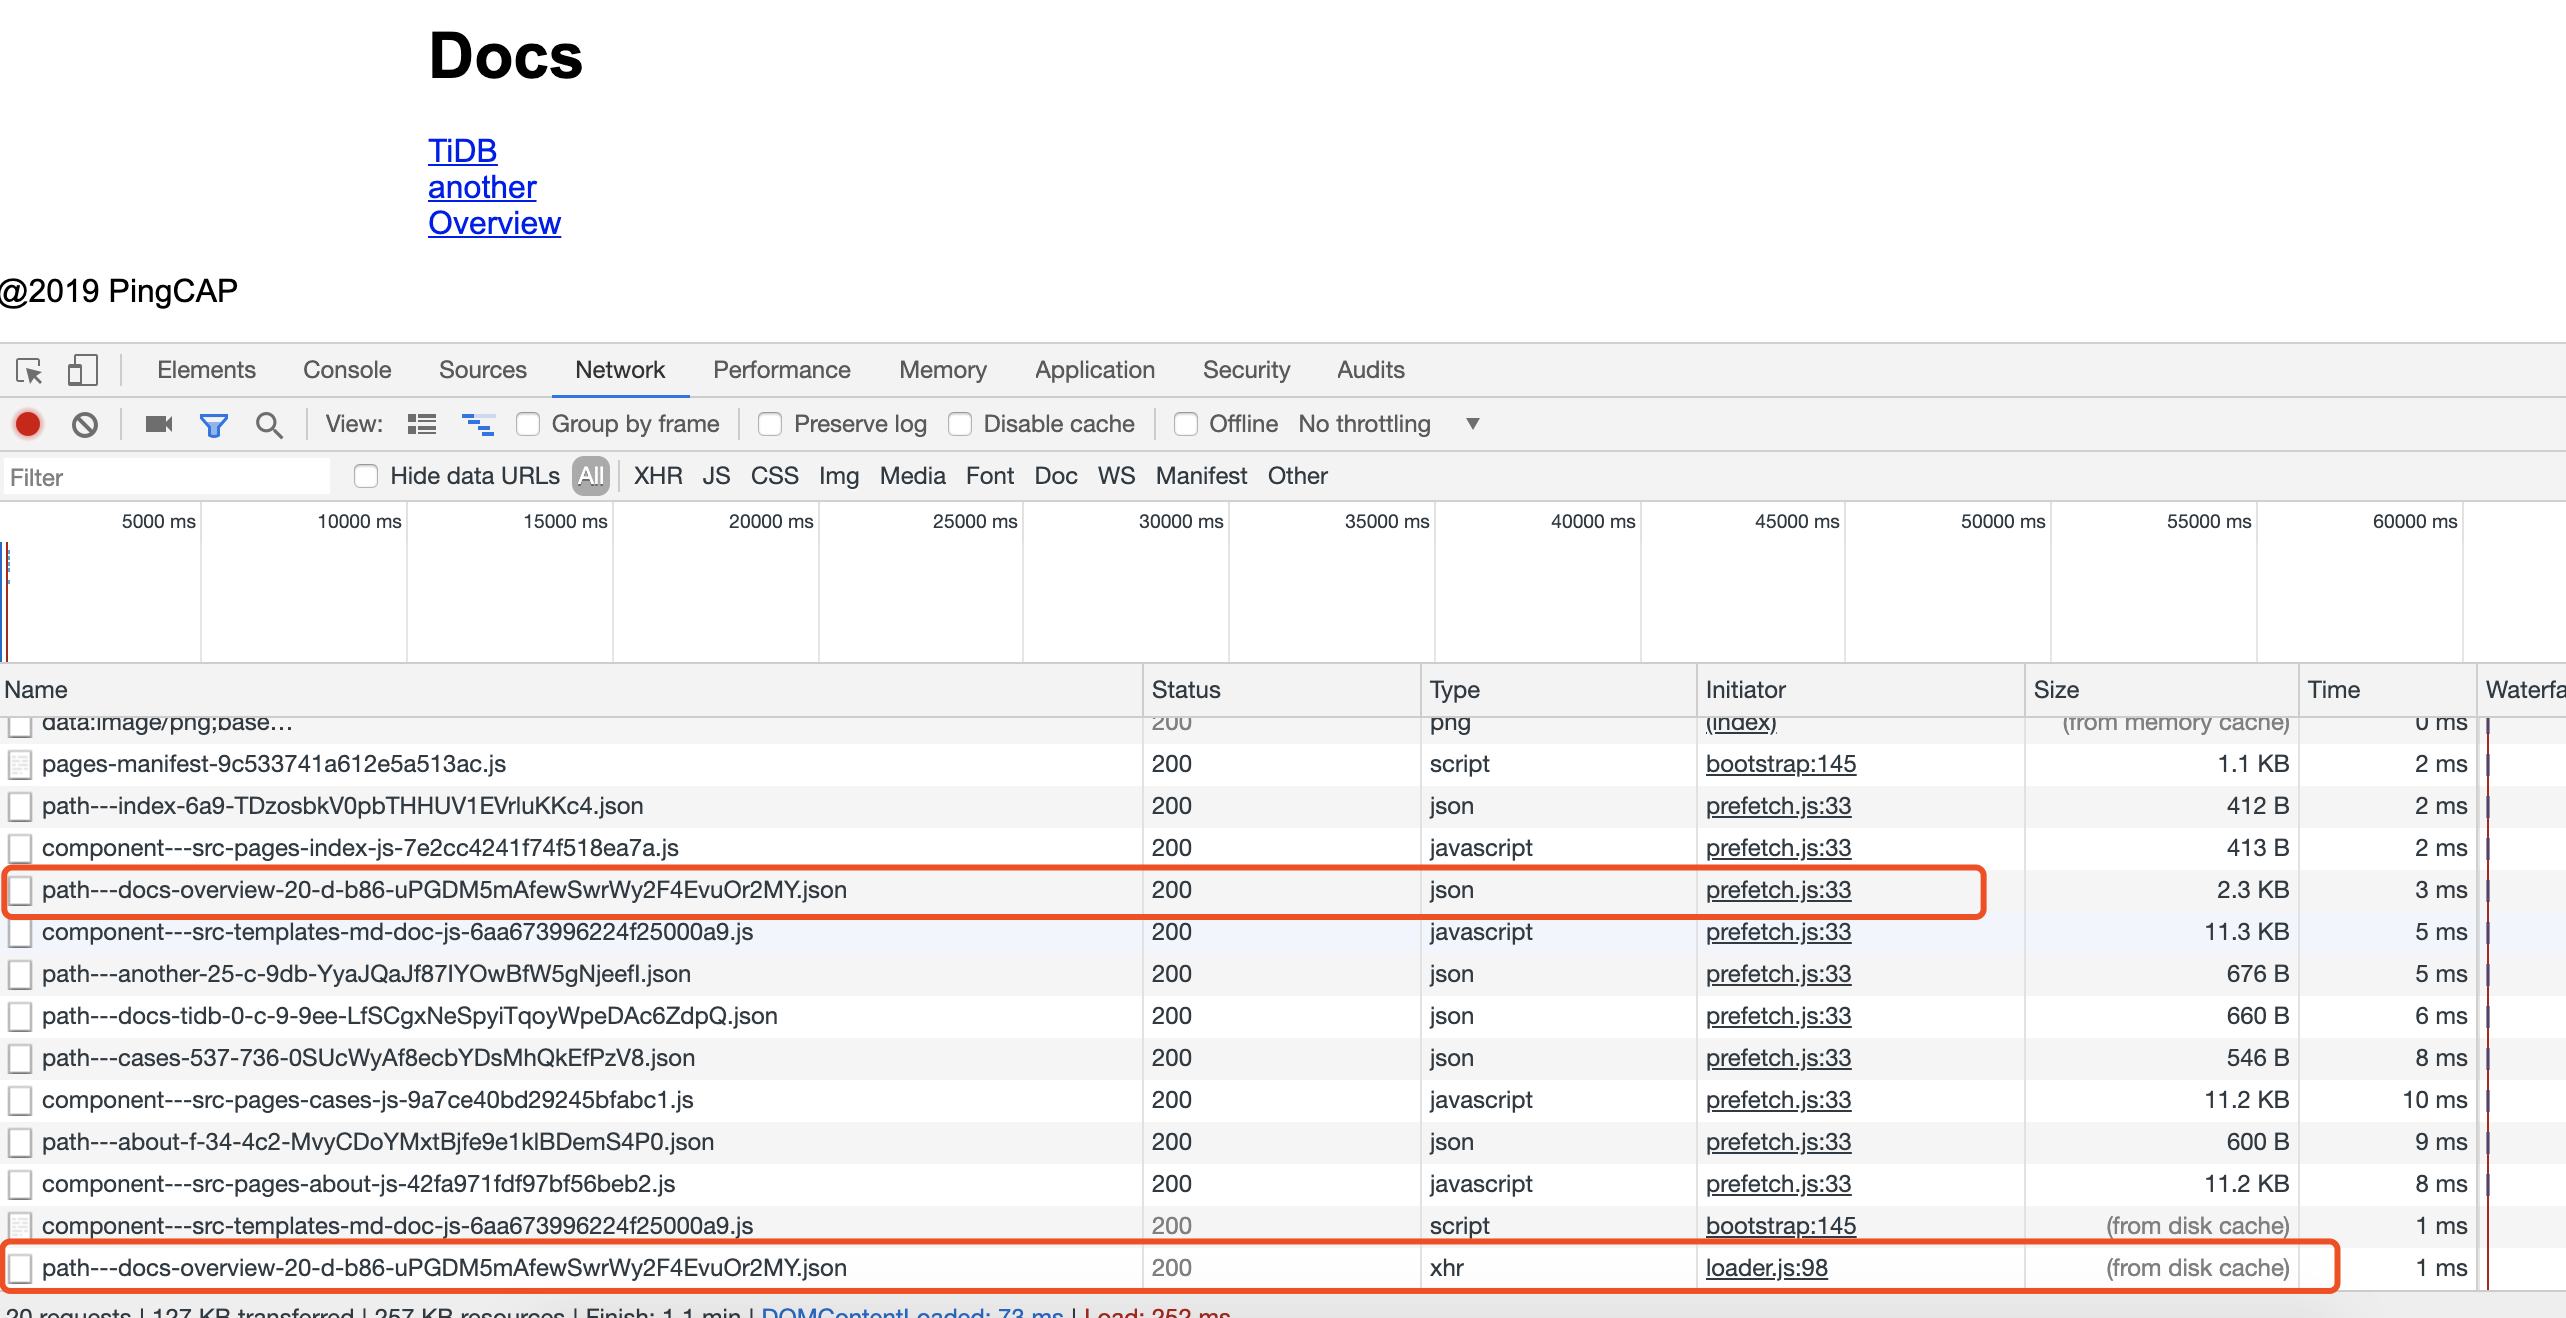 Docs
TiDB
another
Overview
@2019 PingCAP
Elements Console Sources Network Performance Memory Application Security Audits
View: Group by frame Preserve log Disable cache Offline No throttling ▼
Filter Hide data URLs All XHR JS CSS Img Media Font Doc WS Manifest Other
5000 ms 10000 ms 15000 ms 20000 ms 25000 ms 30000 ms 35000 ms 40000 ms 45000 ms 50000 ms 55000 ms 60000 ms
Name Status Type Initiator Size Time Waterfa
data:image/png;base… 200 png (index) (from memory cache) 0 ms
pages-manifest-9c533741a612e5a513ac.js 200 script bootstrap:145 1.1 KB 2 ms
path---index-6a9-TDzosbkV0pbTHHUV1EVrluKKc4.json 200 json prefetch.js:33 412 B 2 ms
component---src-pages-index-js-7e2cc4241f74f518ea7a.js 200 javascript prefetch.js:33 413 B 2 ms
path---docs-overview-20-d-b86-uPGDM5mAfewSwrWy2F4EvuOr2MY.json 200 json prefetch.js:33 2.3 KB 3 ms
component---src-templates-md-doc-js-6aa673996224f25000a9.js 200 javascript prefetch.js:33 11.3 KB 5 ms
path---another-25-c-9db-YyaJQaJf87IYOwBfW5gNjeefI.json 200 json prefetch.js:33 676 B 5 ms
path---docs-tidb-0-c-9-9ee-LfSCgxNeSpyiTqoyWpeDAc6ZdpQ.json 200 json prefetch.js:33 660 B 6 ms
path---cases-537-736-0SUcWyAf8ecbYDsMhQkEfPzV8.json 200 json prefetch.js:33 546 B 8 ms
component---src-pages-cases-js-9a7ce40bd29245bfabc1.js 200 javascript prefetch.js:33 11.2 KB 10 ms
path---about-f-34-4c2-MvyCDoYMxtBjfe9e1klBDemS4P0.json 200 json prefetch.js:33 600 B 9 ms
component---src-pages-about-js-42fa971fdf97bf56beb2.js 200 javascript prefetch.js:33 11.2 KB 8 ms
component---src-templates-md-doc-js-6aa673996224f25000a9.js 200 script bootstrap:145 (from disk cache) 1 ms
path---docs-overview-20-d-b86-uPGDM5mAfewSwrWy2F4EvuOr2MY.json 200 xhr loader.js:98 (from disk cache) 1 ms
20 requests | 127 KB transferred | 257 KB resources | Finish: 1.1 min | DOMContentLoaded: 73 ms | Load: 252 ms